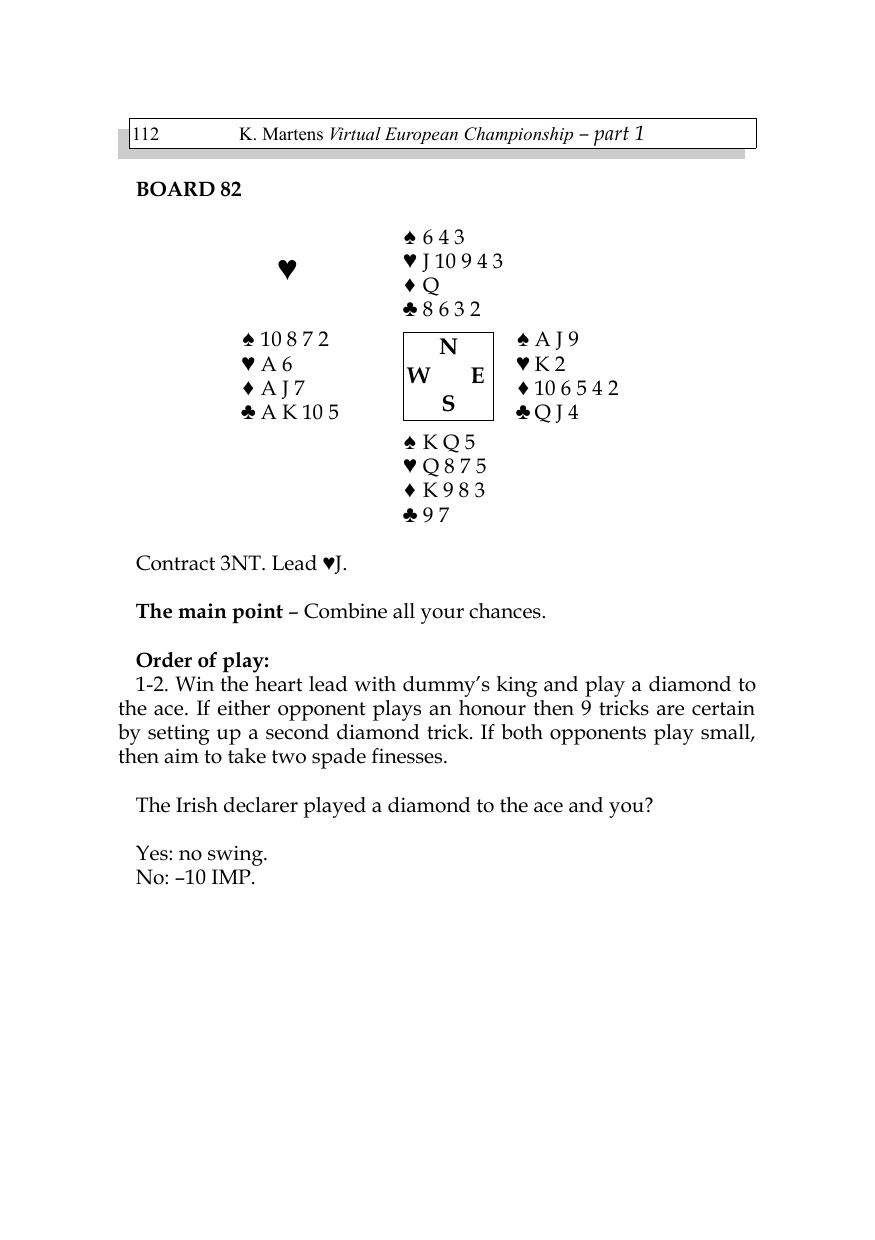 112 K. Martens Virtual European Championship – part 1
BOARD 82
♥
♠ 6 4 3
♥ J 10 9 4 3
♦ Q
♣ 8 6 3 2
♠ 10 8 7 2
♥ A 6
♦ A J 7
♣ A K 10 5
N
W E
S
♠ A J 9
♥ K 2
♦ 10 6 5 4 2
♣ Q J 4
♠ K Q 5
♥ Q 8 7 5
♦ K 9 8 3
♣ 9 7
Contract 3NT. Lead ♥J.
The main point – Combine all your chances.
Order of play:
1-2. Win the heart lead with dummy’s king and play a diamond to
the ace. If either opponent plays an honour then 9 tricks are certain
by setting up a second diamond trick. If both opponents play small,
then aim to take two spade finesses.
The Irish declarer played a diamond to the ace and you?
Yes: no swing.
No: –10 IMP.